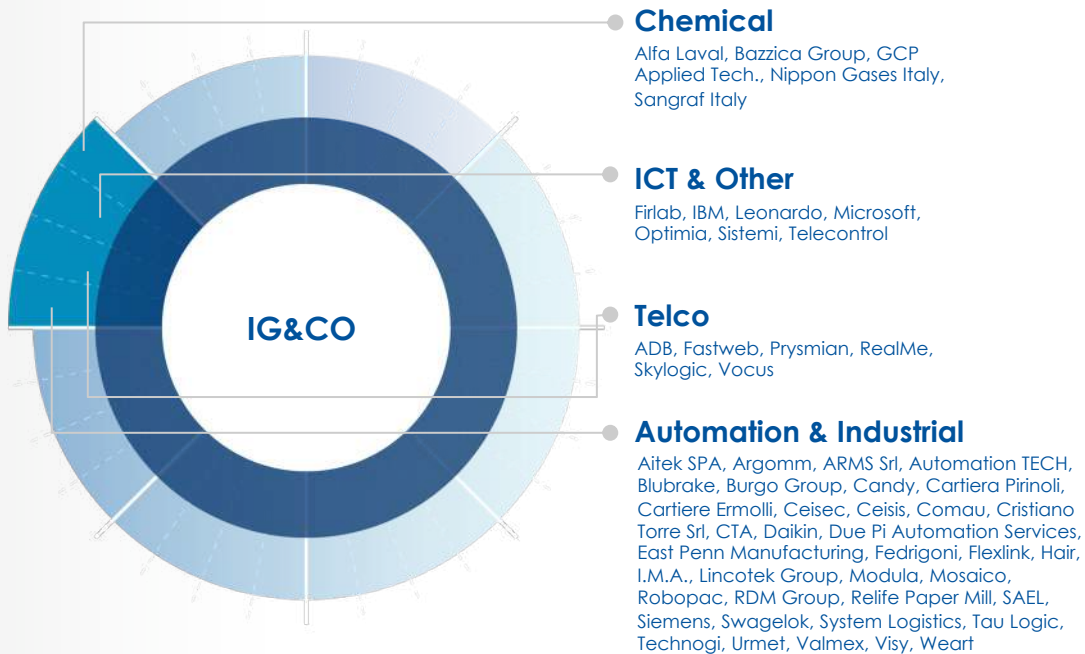 Chemical
Alfa Laval, Bazzica Group, GCP
Applied Tech., Nippon Gases Italy,
Sangraf Italy
ICT & Other
Firlab, IBM, Leonardo, Microsoft,
Optimia, Sistemi, Telecontrol
IG&CO
Telco
ADB, Fastweb, Prysmian, RealMe,
Skylogic, Vocus
Automation & Industrial
Aitek SPA, Argomm, ARMS Srl, Automation TECH,
Blubrake, Burgo Group, Candy, Cartiera Pirinoli,
Cartiere Ermolli, Ceisec, Ceisis, Comau, Cristiano
Torre Srl, CTA, Daikin, Due Pi Automation Services,
East Penn Manufacturing, Fedrigoni, Flexlink, Hair,
I.M.A., Lincotek Group, Modula, Mosaico,
Robopac, RDM Group, Relife Paper Mill, SAEL,
Siemens, Swagelok, System Logistics, Tau Logic,
Technogi, Urmet, Valmex, Visy, Weart